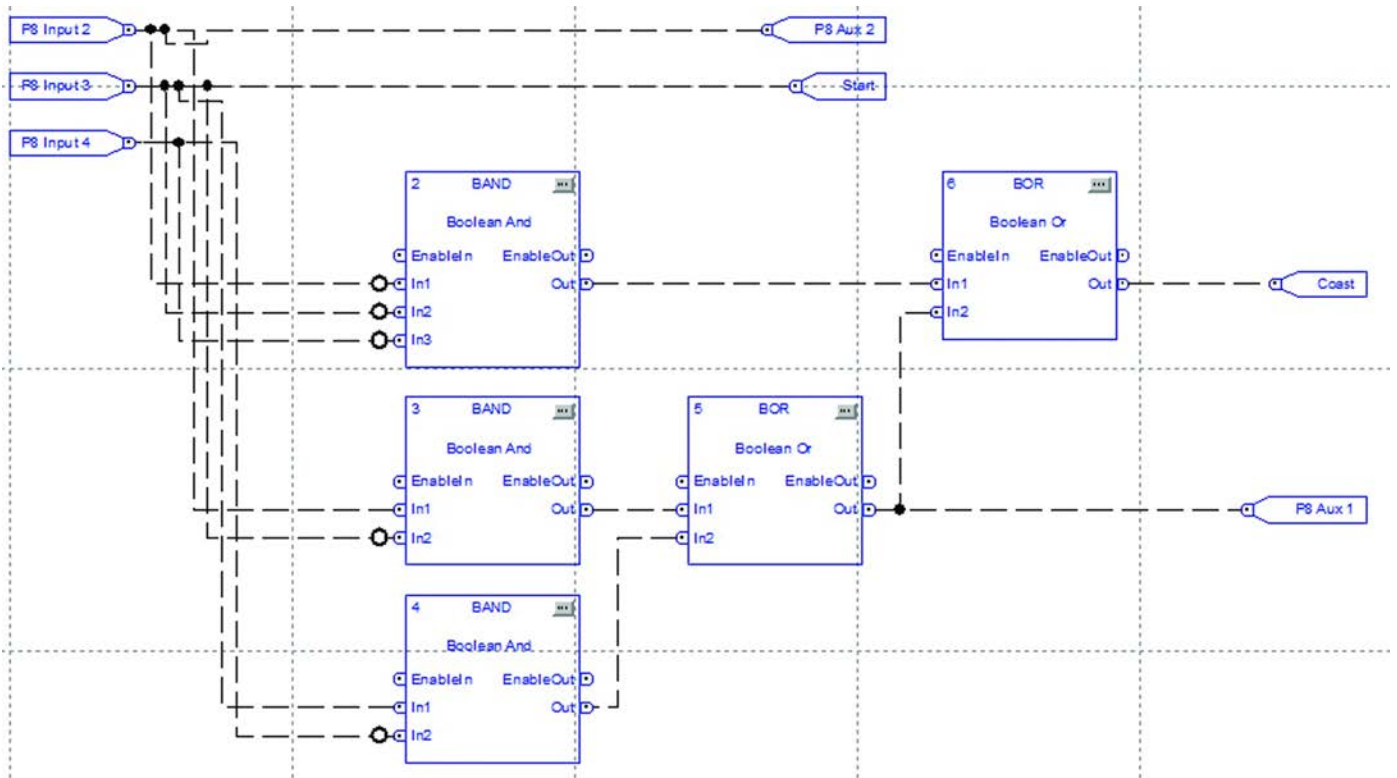 P8 Input 2
P8 Aux 2
P8 Input 3
Start
P8 Input 4
2 BAND
Boolean And
EnableIn EnableOut
In1 Out
In2
In3
6 BOR
Boolean Or
EnableIn EnableOut
In1 Out
In2
Coast
3 BAND
Boolean And
EnableIn EnableOut
In1 Out
In2
5 BOR
Boolean Or
EnableIn EnableOut
In1 Out
In2
P8 Aux 1
4 BAND
Boolean And
EnableIn EnableOut
In1 Out
In2